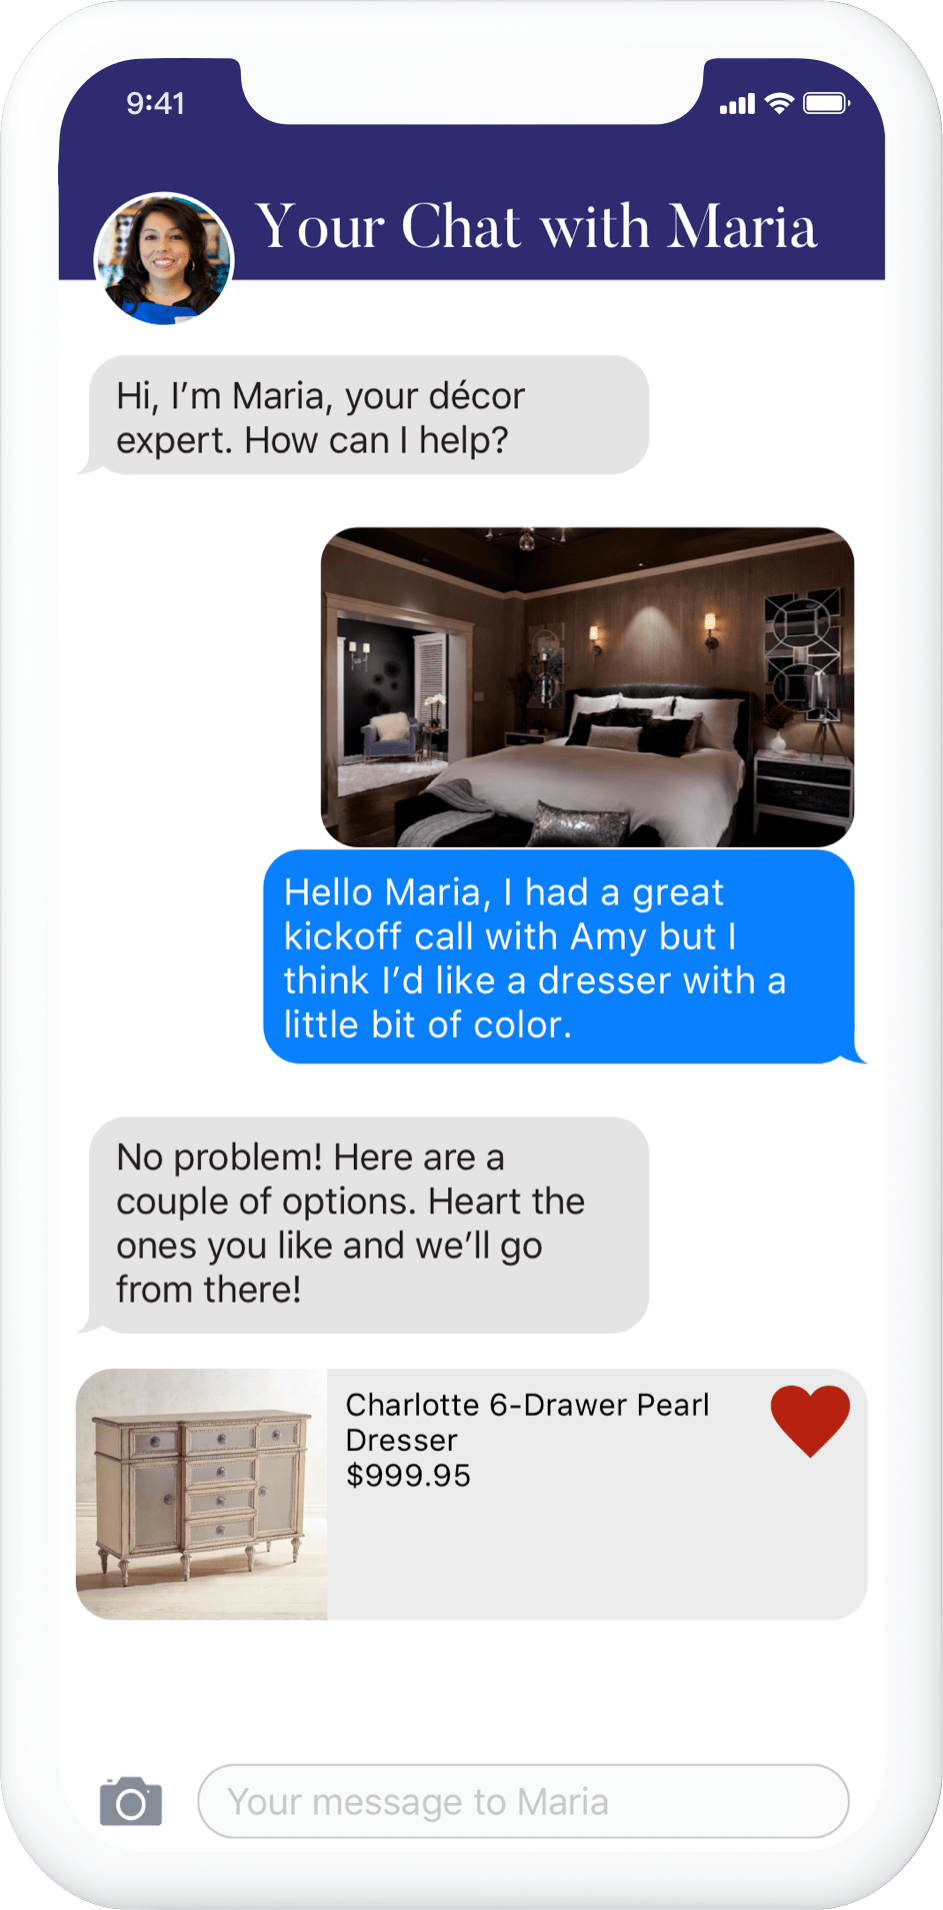 9:41
Your Chat with Maria
Hi, I’m Maria, your décor
expert. How can I help?
Hello Maria, I had a great
kickoff call with Amy but I
think I’d like a dresser with a
little bit of color.
No problem! Here are a
couple of options. Heart the
ones you like and we’ll go
from there!
Charlotte 6-Drawer Pearl
Dresser
$999.95
Your message to Maria